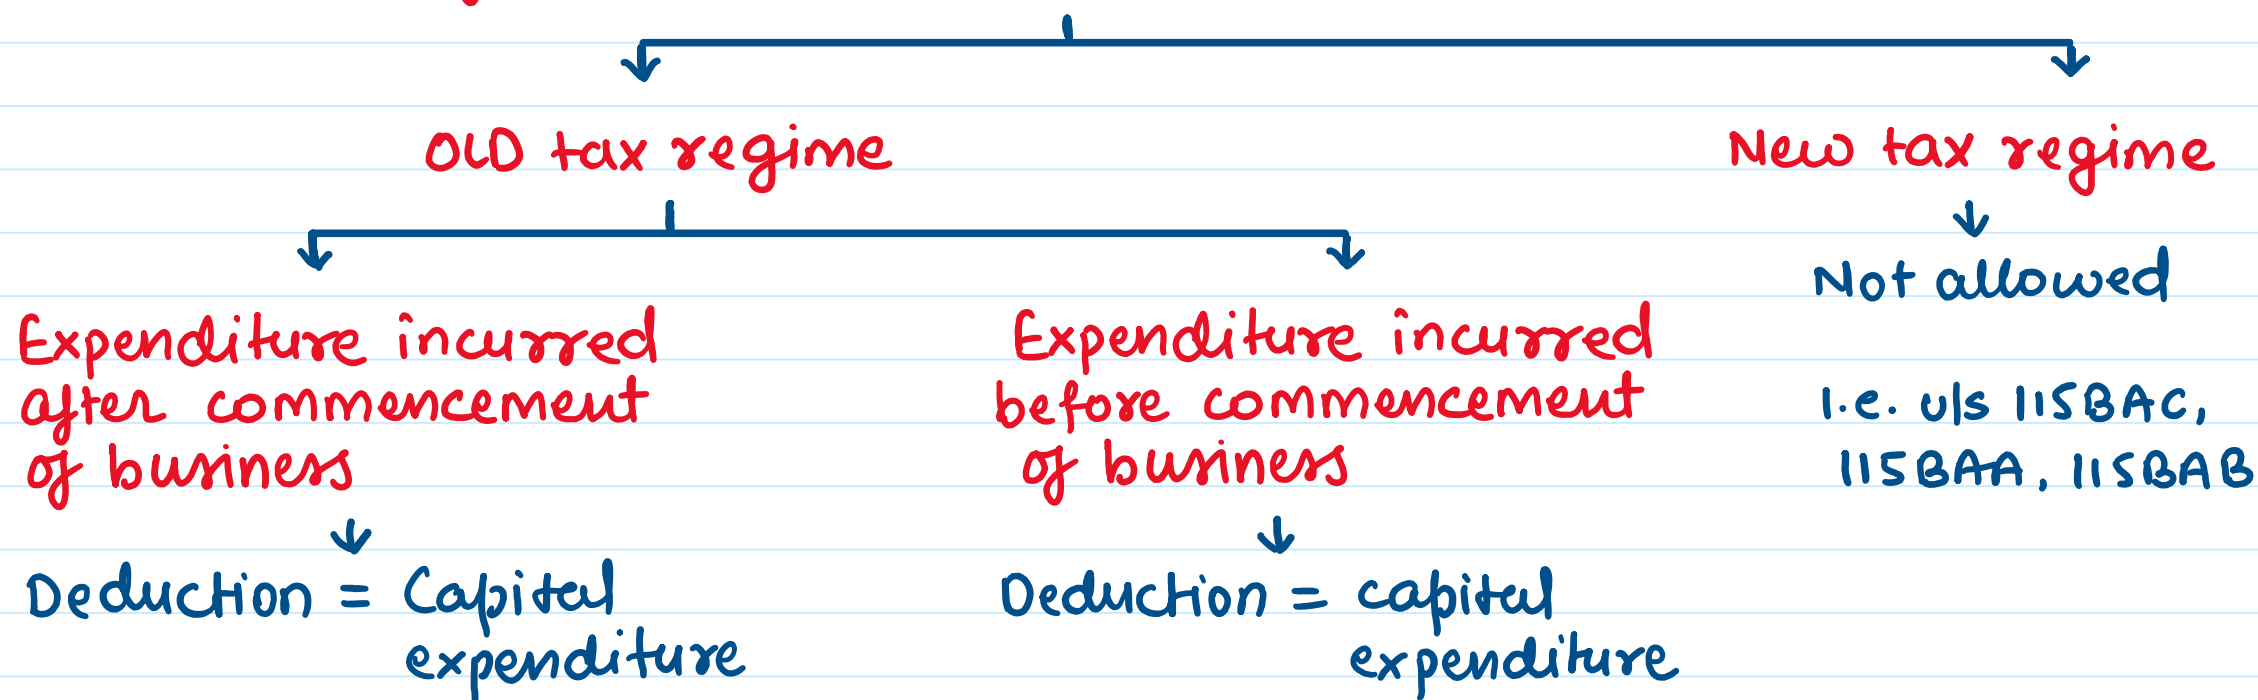 OLD tax regime
New tax regime
Not allowed
i.e. u/s 115BAC,
115BAA, 115BAB
Expenditure incurred
after commencement
of business
Deduction = Capital
expenditure
Expenditure incurred
before commencement
of business
Deduction = capital
expenditure